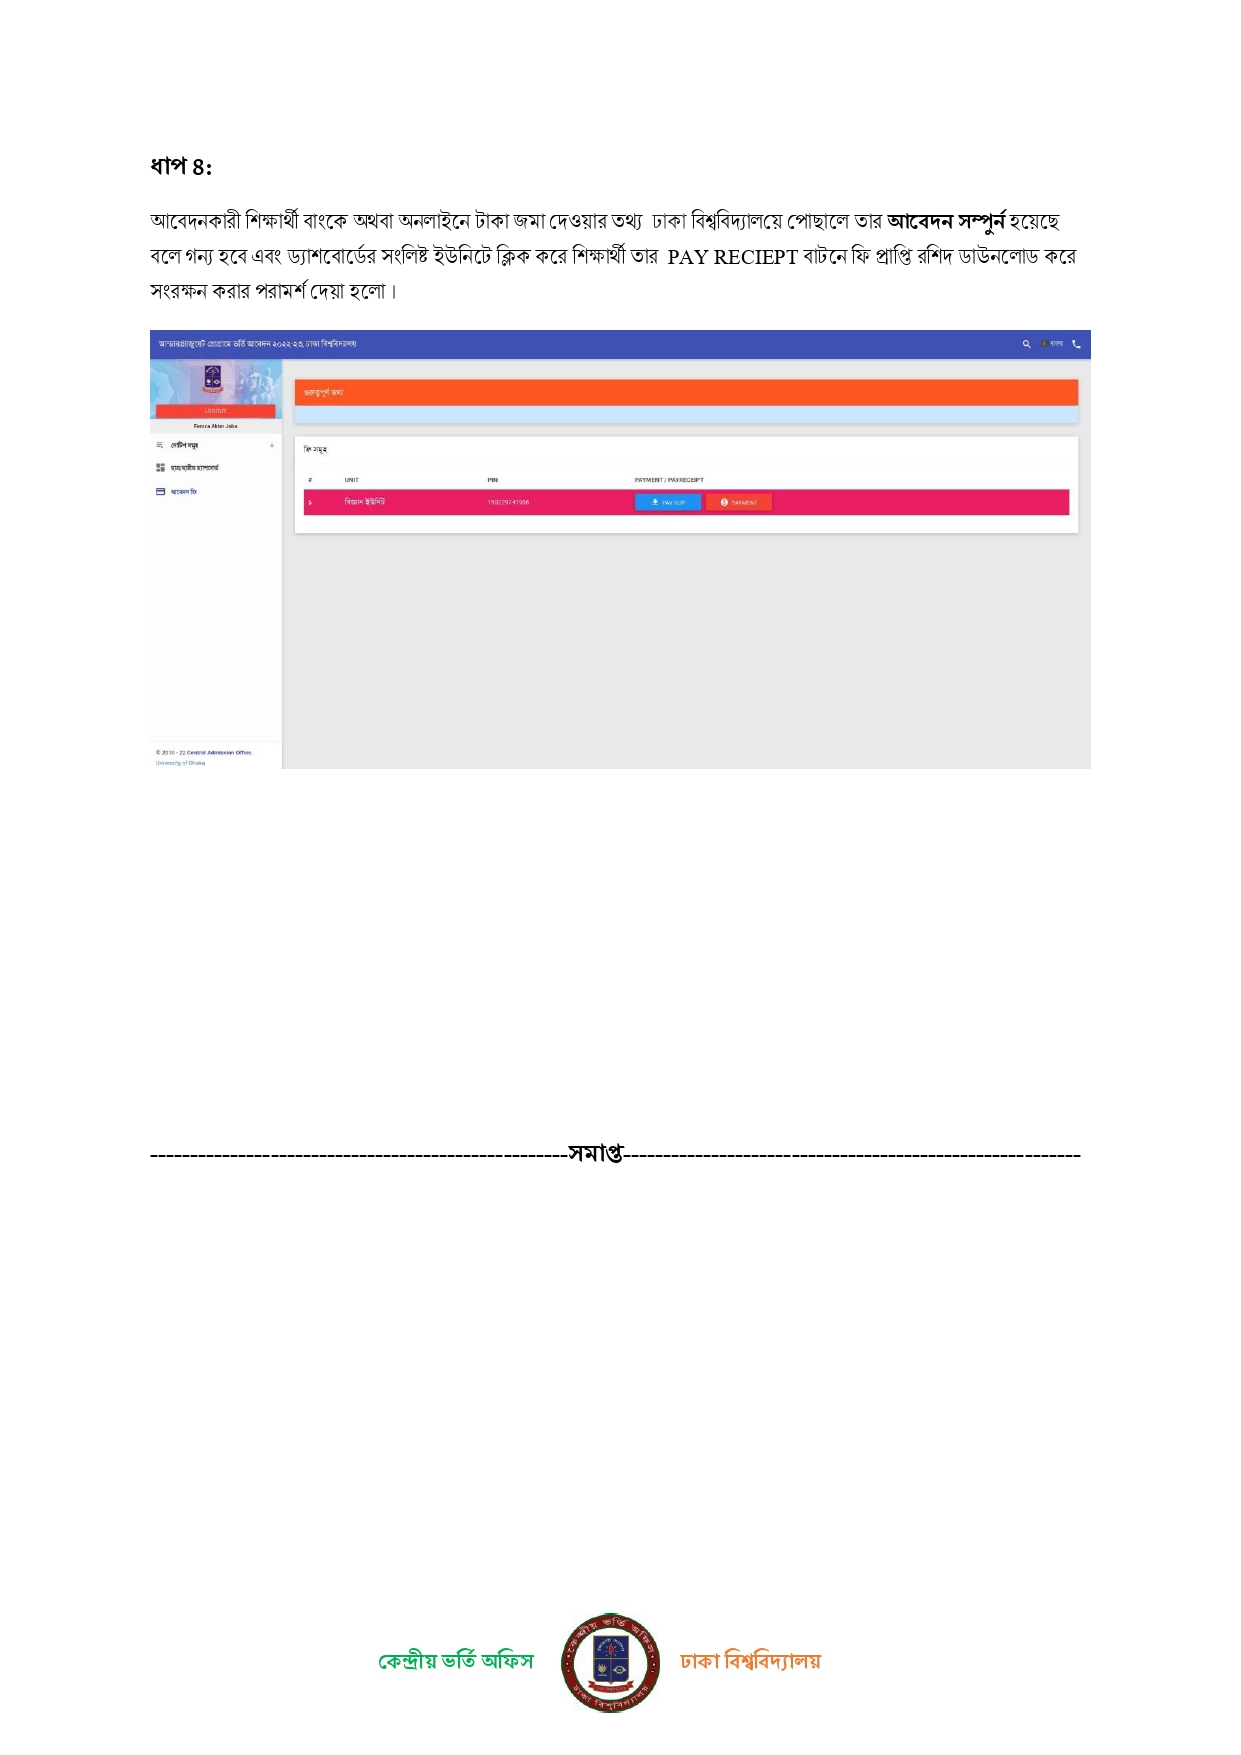 ধাপ ৪:
আবেদনকারী শিক্ষার্থী বাংকে অথবা অনলাইনে টাকা জমা দেওয়ার তথ্য ঢাকা বিশ্ববিদ্যালয়ে পোছালে তার আবেদন সম্পুর্ন হয়েছে
বলে গন্য হবে এবং ড্যাশবোর্ডের সংলিষ্ট ইউনিটে ক্লিক করে শিক্ষার্থী তার PAY RECIEPT বাটনে ফি প্রাপ্তি রশিদ ডাউনলোড করে
সংরক্ষন করার পরামর্শ দেয়া হলো।
আন্ডারগ্র্যাজুয়েট প্রোগ্রামে ভর্তি আবেদন ২০২২-২৩, ঢাকা বিশ্ববিদ্যালয়
বাংলা
LOGOUT
Feroza Akter Joba
নোটিশ সমূহ +
ছাত্র/ছাত্রীর ড্যাশবোর্ড
আবেদন ফি
গুরুত্বপূর্ণ তথ্য
ফি সমূহ
# UNIT PIN PAYMENT / PAYRECEIPT
১ বিজ্ঞান ইউনিট PAY SLIP PAYMENT
© 2010 - 22 Central Admission Office.
University of Dhaka
----------------------------------------------------সমাপ্ত---------------------------------------------------------
কেন্দ্রীয় ভর্তি অফিস
কেন্দ্রীয় ভর্তি অফিস
ঢাকা বিশ্ববিদ্যালয়
ঢাকা বিশ্ববিদ্যালয়